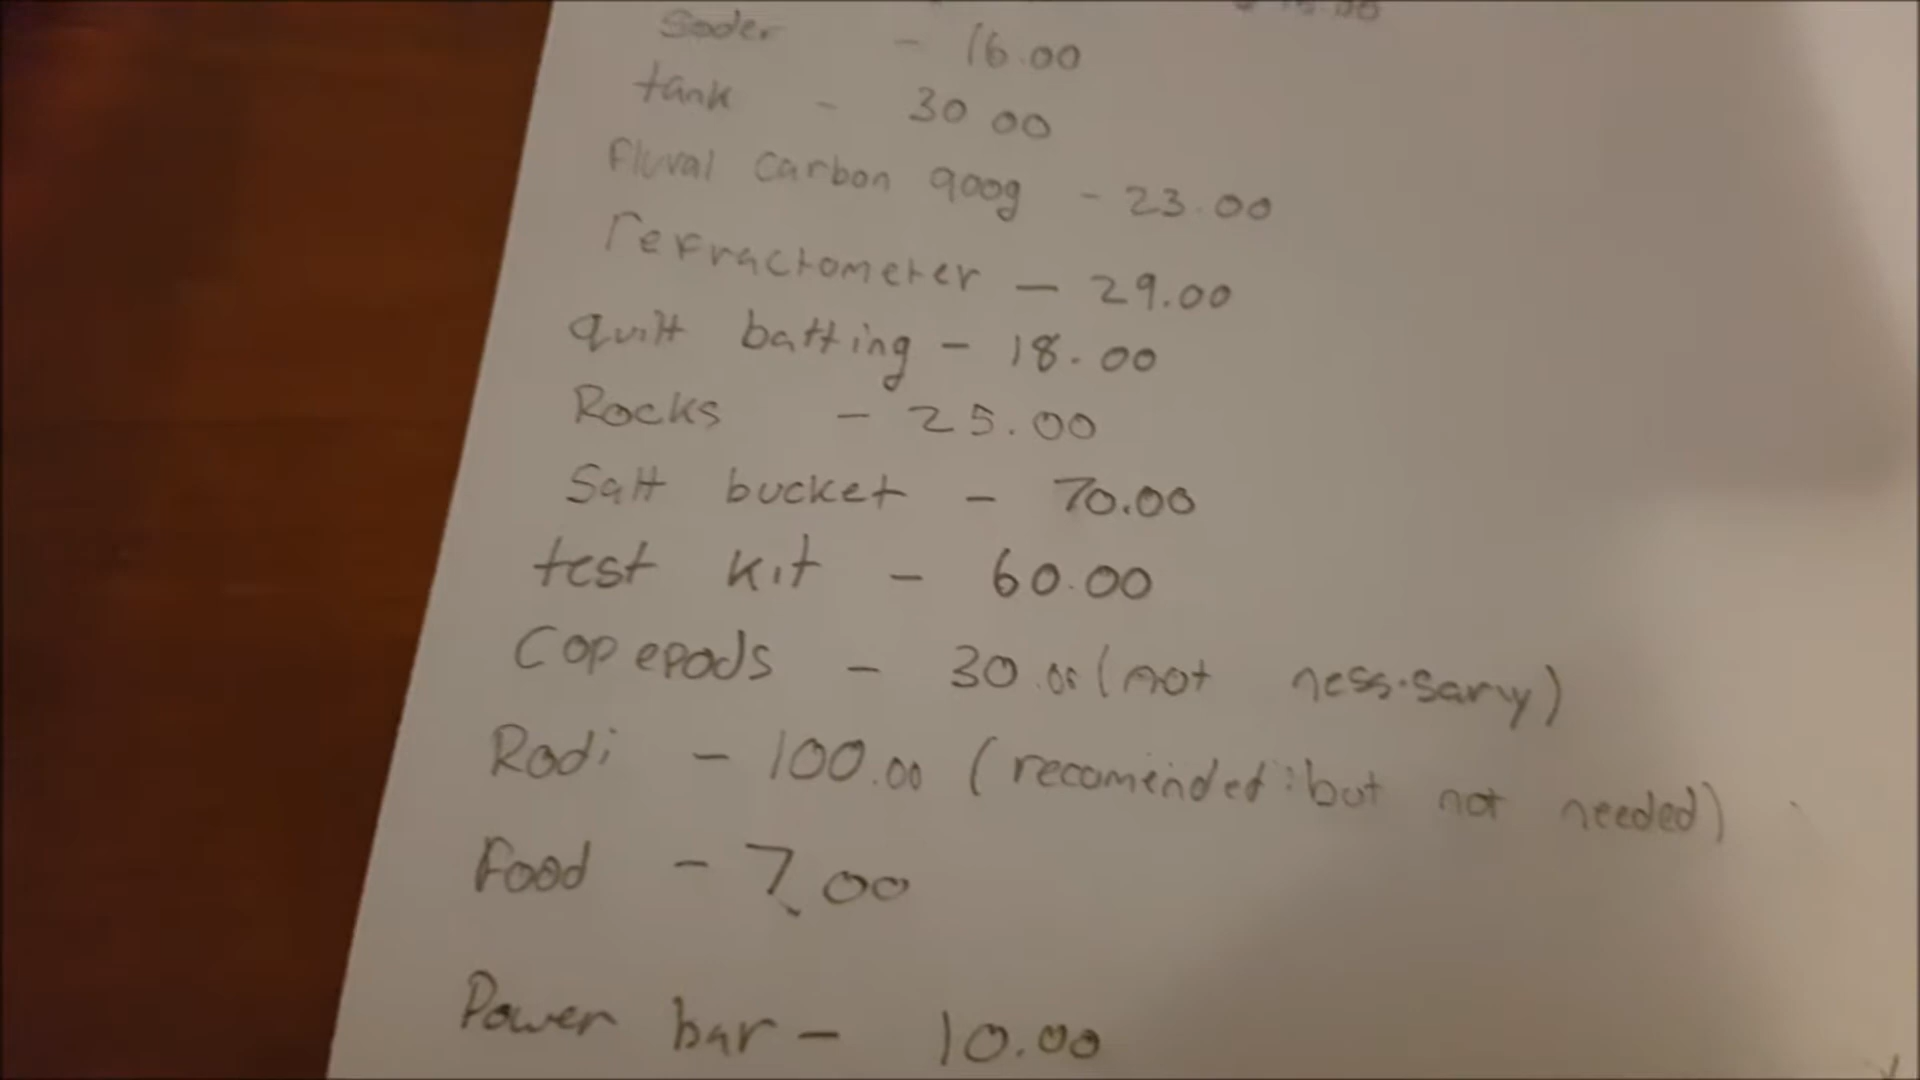 Soder - 16.00
tank - 30 00
Fluval Carbon 900g - 23.00
refractometer - 29.00
quilt batting - 18.00
Rocks - 25.00
Salt bucket - 70.00
test kit - 60.00
Copepods - 30.00 (not ness.sary)
Rodi - 100.00 (recomended: but not needed)
Food - 7.00
Power bar - 10.00